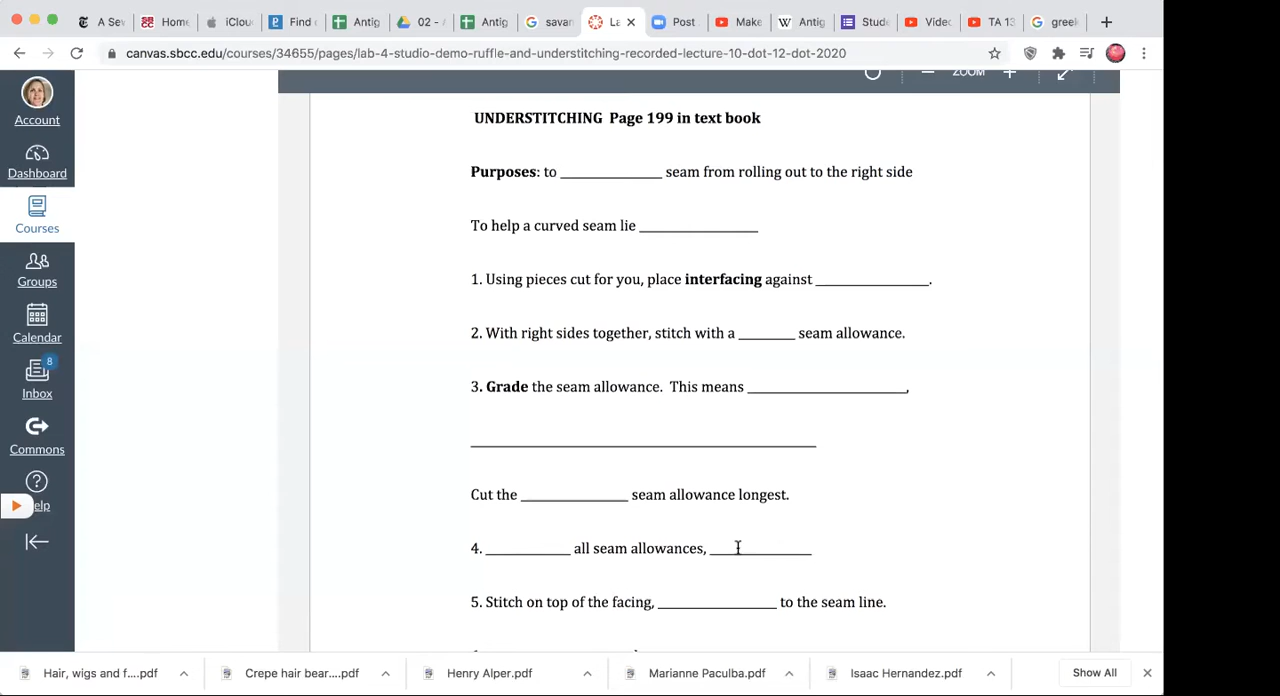 A Sew
Home
iClou
Find
Antig
02 - 
Antig
savan
La
Post
Make
Antig
Stude
Videc
TA 13
greek
canvas.sbcc.edu/courses/34655/pages/lab-4-studio-demo-ruffle-and-understitching-recorded-lecture-10-dot-12-dot-2020
ZOOM
Account
Dashboard
Courses
Groups
Calendar
8
Inbox
Commons
elp
UNDERSTITCHING Page 199 in text book
Purposes: to ______________ seam from rolling out to the right side
To help a curved seam lie ________________
1. Using pieces cut for you, place interfacing against ________________.
2. With right sides together, stitch with a ________ seam allowance.
3. Grade the seam allowance. This means ______________________,
________________________________________________
Cut the _______________ seam allowance longest.
4. ____________ all seam allowances, ______________
5. Stitch on top of the facing, ________________ to the seam line.
Hair, wigs and f....pdf
Crepe hair bear....pdf
Henry Alper.pdf
Marianne Paculba.pdf
Isaac Hernandez.pdf
Show All